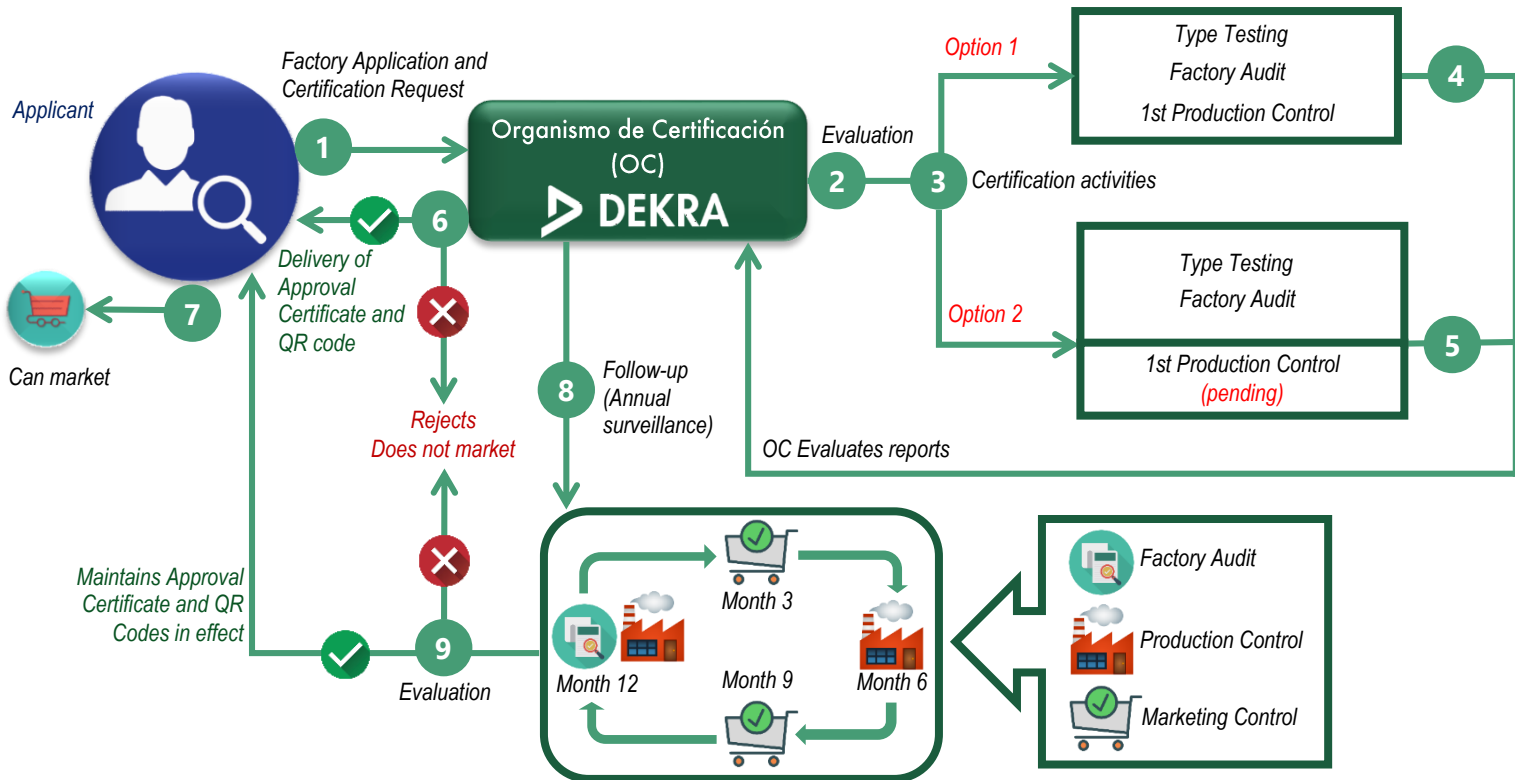 Applicant
Factory Application and
Certification Request
1
Organismo de Certificación
(OC)
DEKRA
Evaluation
2
3
Certification activities
Option 1
Type Testing
Factory Audit
1st Production Control
4
Option 2
Type Testing
Factory Audit
1st Production Control
(pending)
5
OC Evaluates reports
6
Delivery of
Approval
Certificate and
QR code
7
Can market
Rejects
Does not market
8
Follow-up
(Annual
surveillance)
Month 3
Month 6
Month 9
Month 12
9
Evaluation
Maintains Approval
Certificate and QR
Codes in effect
Factory Audit
Production Control
Marketing Control